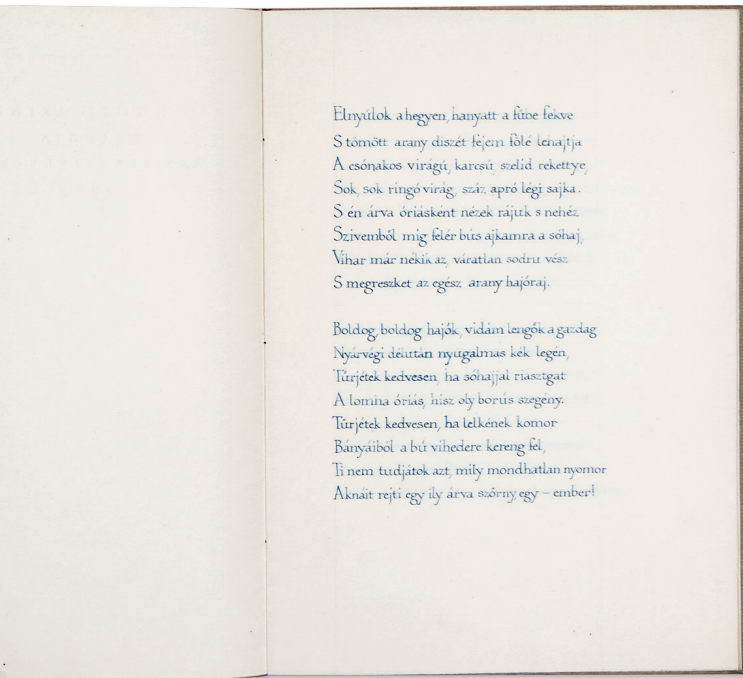 Elnyúlok a hegyen, hanyatt a fűbe fekve
S tömött arany diszét fejem fölé lehajtja
A csónakos virágú, karcsú, szelíd rekettye,
Sok, sok ringó virág, száz apró légi sajka.
S én árva óriásként nézek rájuk s nehéz
Szivemből mig felér bús ajkamra a sóhaj,
Vihar már nékik az, váratlan sodru vész
S megreszket az egész arany hajóraj.
Boldog, boldog hajók, vidám lengők a gazdag
Nyárvégi délután nyugalmas kék legén,
Tűrjétek kedvesen, ha sóhajjal riasztgat
A lomha óriás, hisz oly borús szegény.
Tűrjétek kedvesen, ha lelkének komor
Bányáiból a bú vihedere kereng fel,
Ti nem tudjátok azt, mily mondhatlan nyomor
Aknáit rejti egy ily árva szörny, egy – ember!